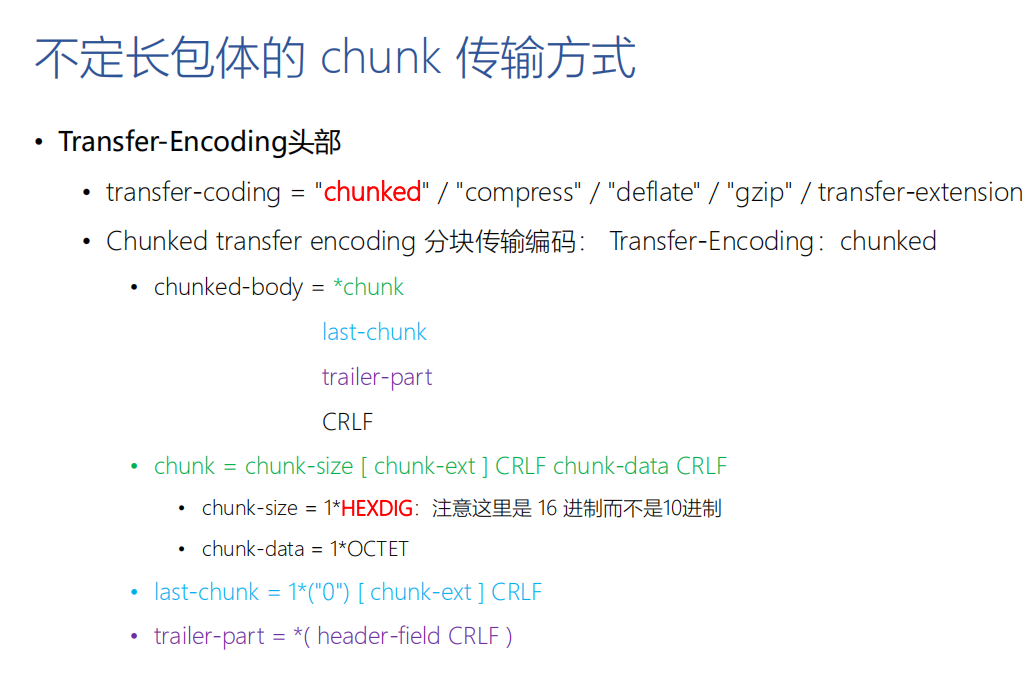 不定长包体的 chunk 传输方式
• Transfer-Encoding头部
• transfer-coding = "chunked" / "compress" / "deflate" / "gzip" / transfer-extension
• Chunked transfer encoding 分块传输编码： Transfer-Encoding：chunked
• chunked-body = *chunk
last-chunk
trailer-part
CRLF
• chunk = chunk-size [ chunk-ext ] CRLF chunk-data CRLF
• chunk-size = 1*HEXDIG：注意这里是 16 进制而不是10进制
• chunk-data = 1*OCTET
• last-chunk = 1*("0") [ chunk-ext ] CRLF
• trailer-part = *( header-field CRLF )